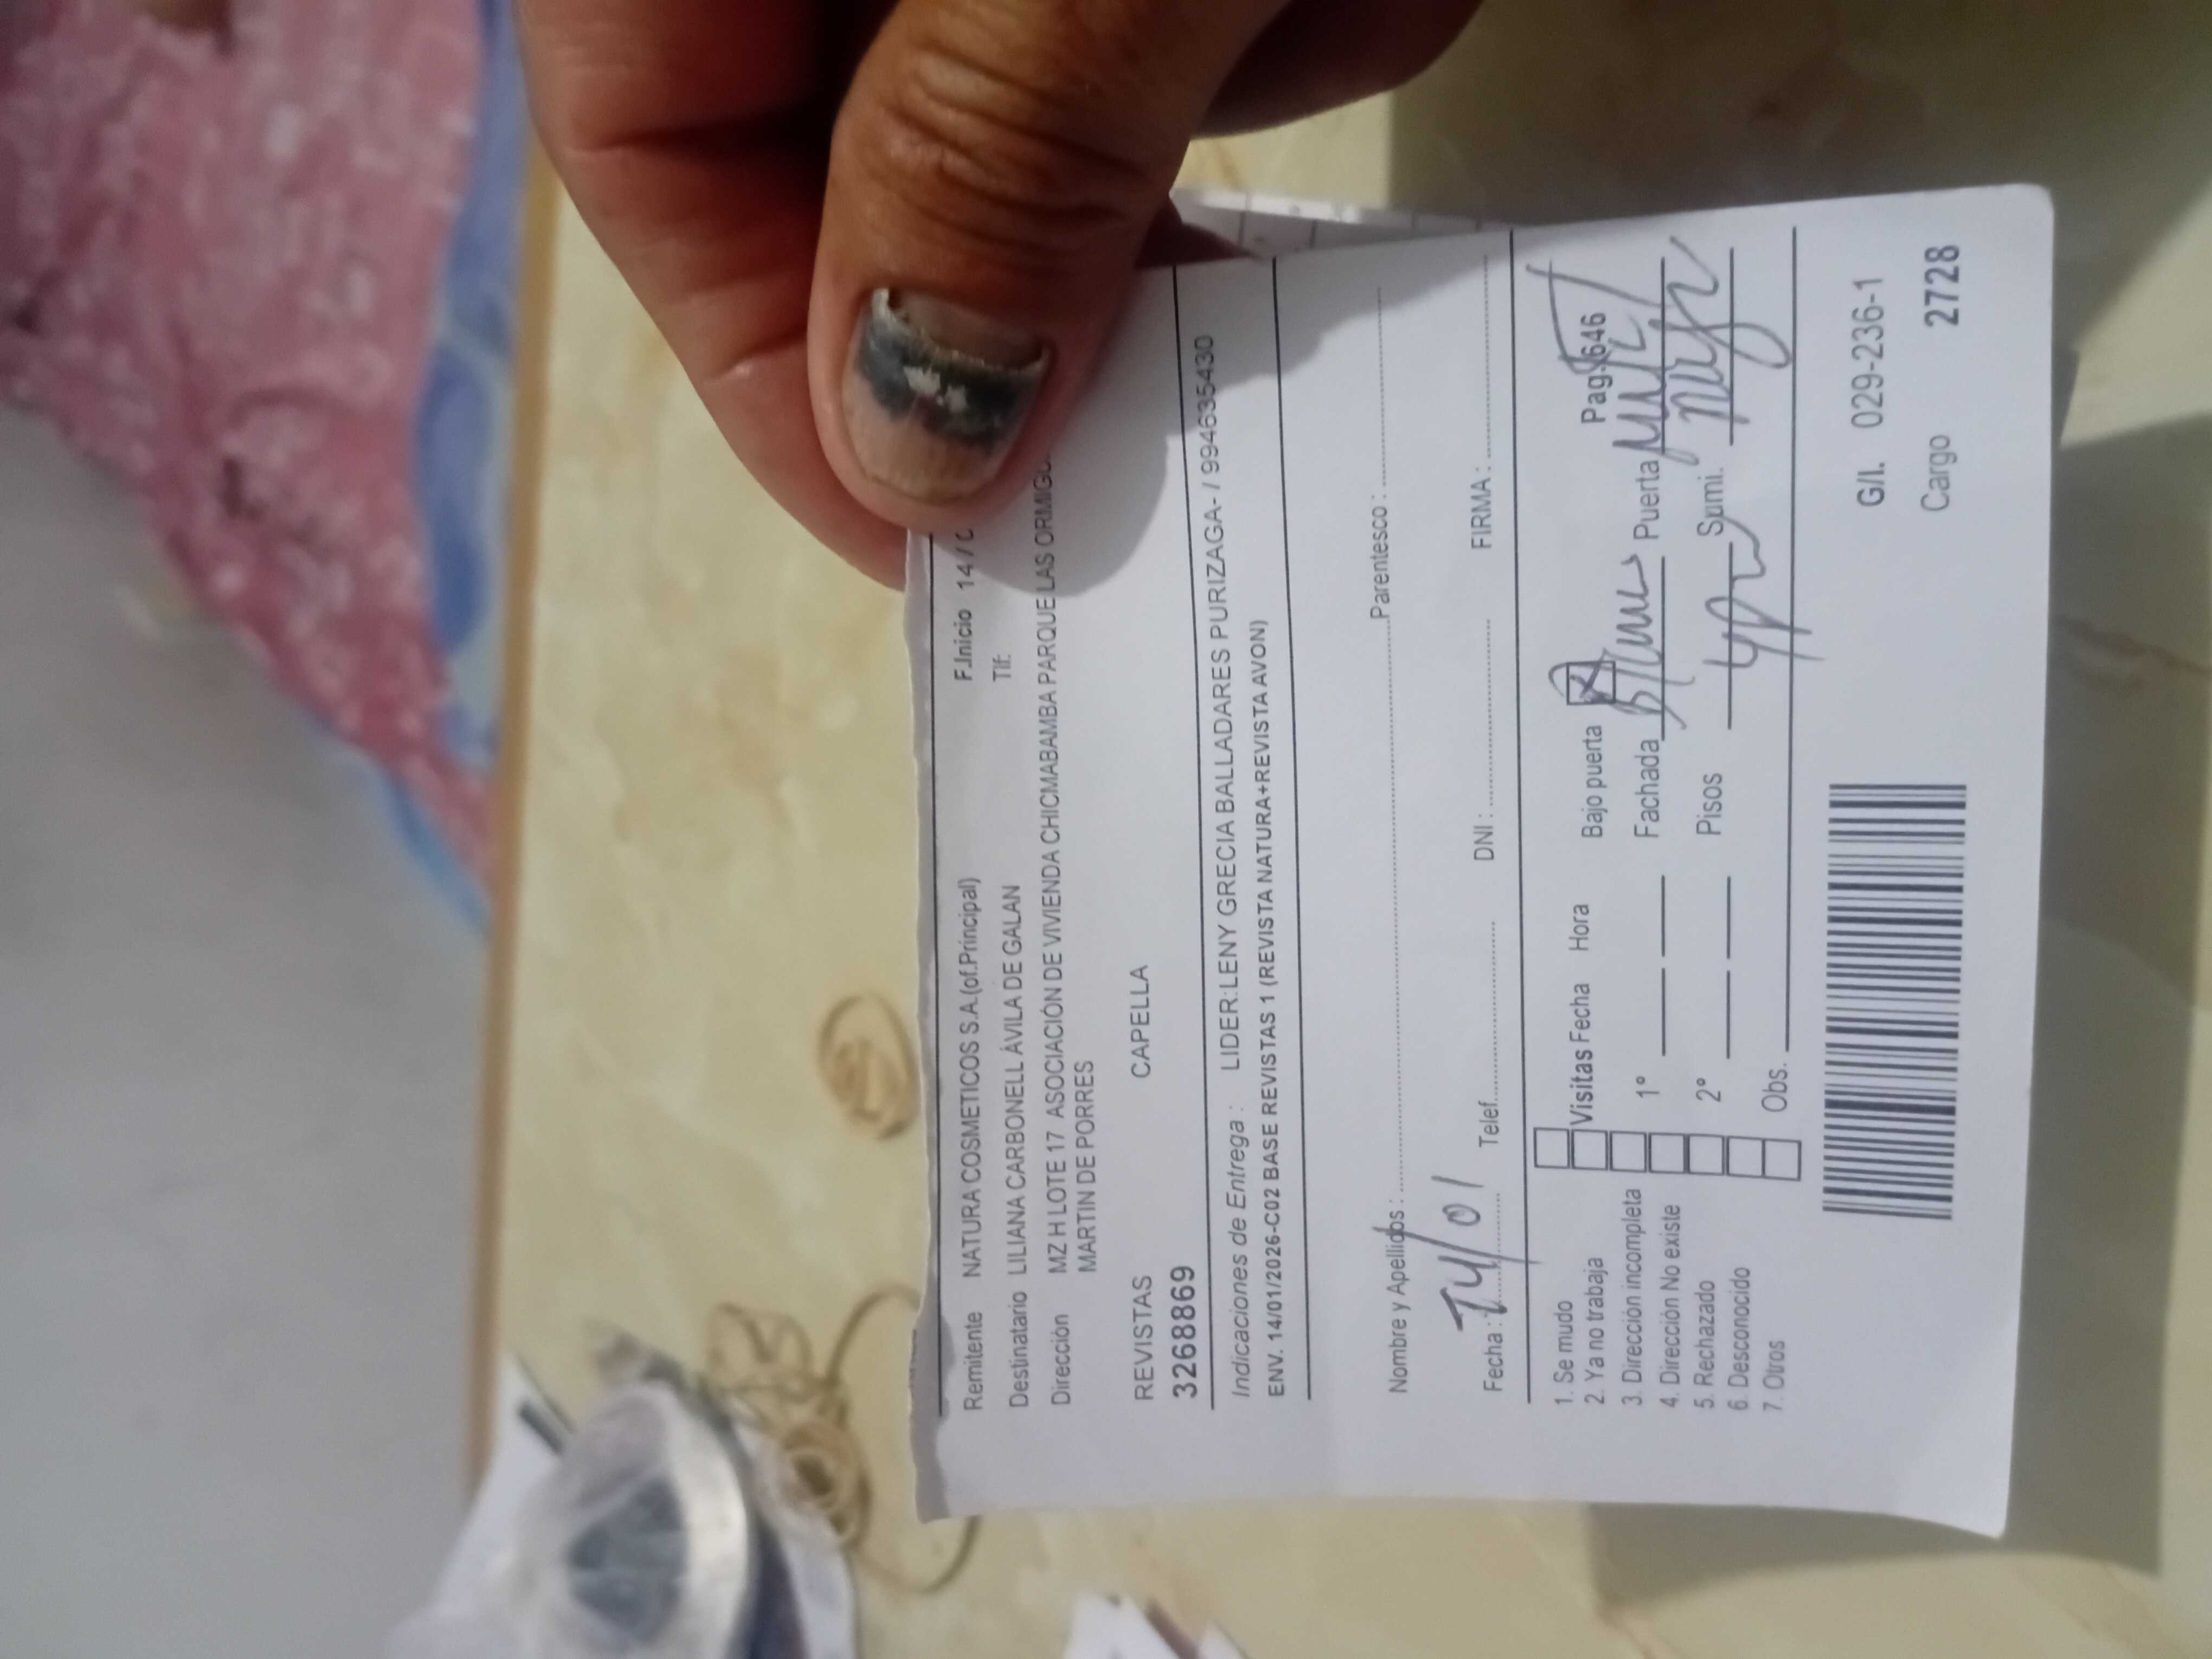 Remitente NATURA COSMETICOS S.A.(of.Principal) F.Inicio 14 /
Destinatario LILIANA CARBONELL ÁVILA DE GALAN Tlf:
Dirección MZ H LOTE 17 ASOCIACIÓN DE VIVIENDA CHICMABAMBA PARQUE LAS
MARTIN DE PORRES
REVISTAS CAPELLA
3268869
Indicaciones de Entrega : LIDER:LENY GRECIA BALLADARES PURIZAGA- / 994635430
ENV. 14/01/2026-C02 BASE REVISTAS 1 (REVISTA NATURA+REVISTA AVON)
Nombre y Apellidos : Parentesco :
Fecha : 14/01 Telef. DNI : FIRMA :
1. Se mudo
2. Ya no trabaja Visitas Fecha Hora Bajo puerta X Pag. 646
3. Dirección incompleta 1° Fachada Puerta
4. Dirección No existe
5. Rechazado 2° Pisos Sumi.
6. Desconocido
7. Otros Obs.
G/I. 029-236-1
Cargo 2728